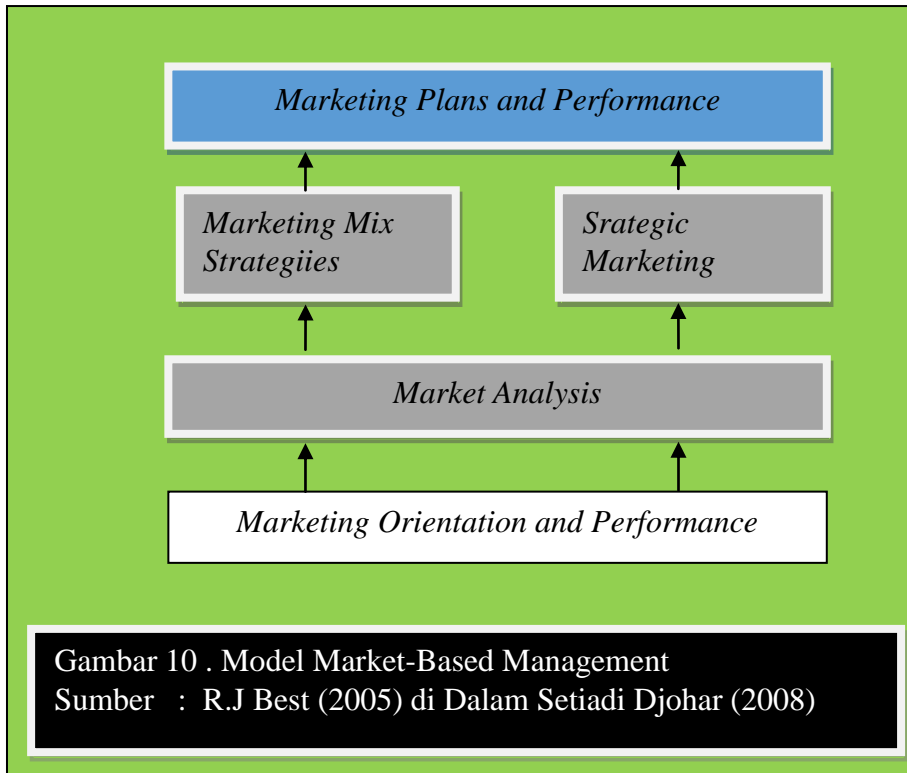 Marketing Plans and Performance
Marketing Mix
Strategiies
Srategic
Marketing
Market Analysis
Marketing Orientation and Performance
Gambar 10 . Model Market-Based Management
Sumber : R.J Best (2005) di Dalam Setiadi Djohar (2008)